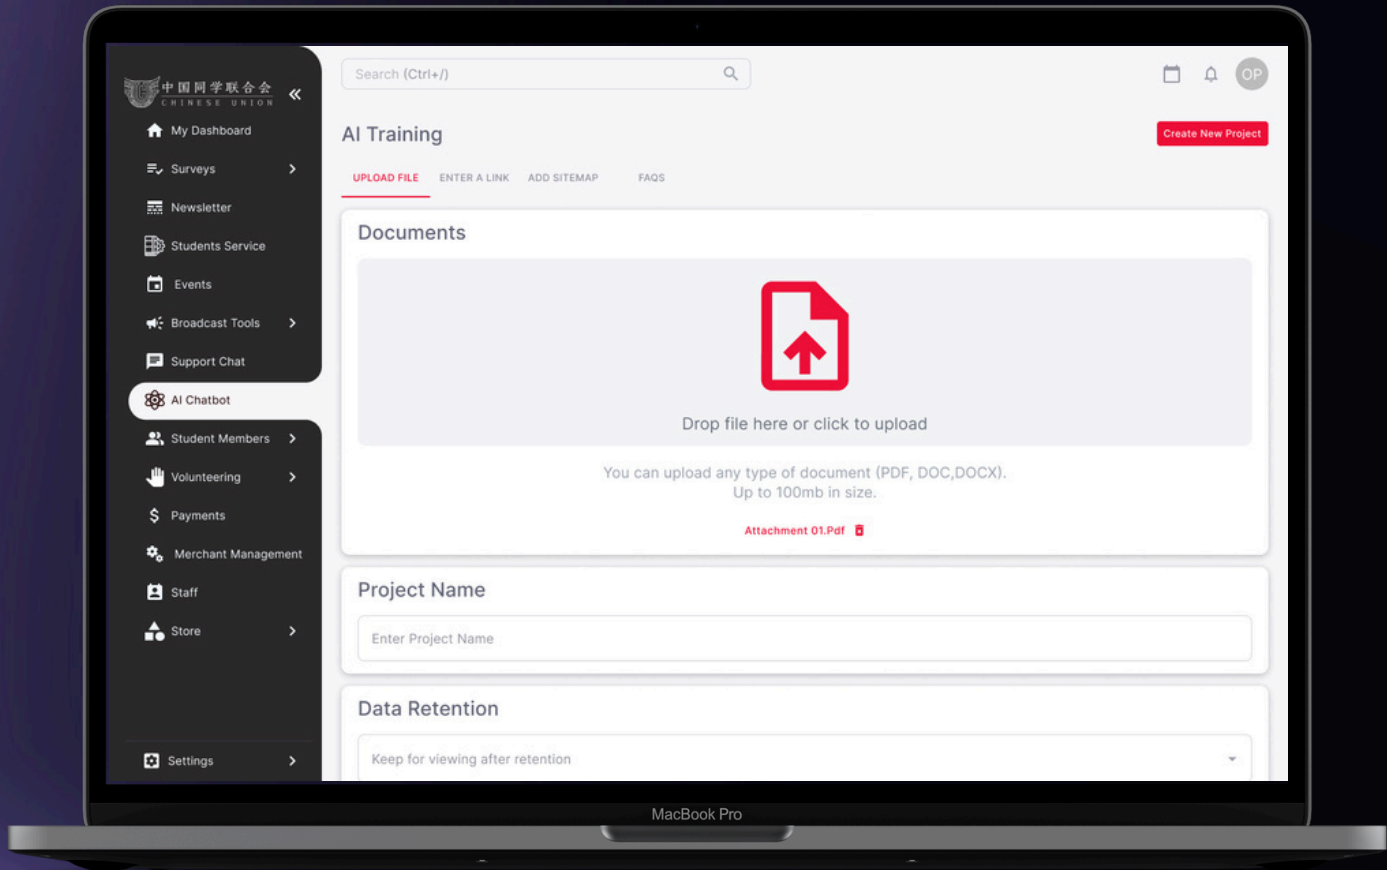 中国同学联合会
CHINESE UNION
My Dashboard
Surveys
Newsletter
Students Service
Events
Broadcast Tools
Support Chat
AI Chatbot
Student Members
Volunteering
Payments
Merchant Management
Staff
Store
Settings
Search (Ctrl+/)
OP
AI Training
Create New Project
UPLOAD FILE ENTER A LINK ADD SITEMAP FAQS
Documents
Drop file here or click to upload
You can upload any type of document (PDF, DOC,DOCX).
Up to 100mb in size.
Attachment 01.Pdf
Project Name
Enter Project Name
Data Retention
Keep for viewing after retention
MacBook Pro